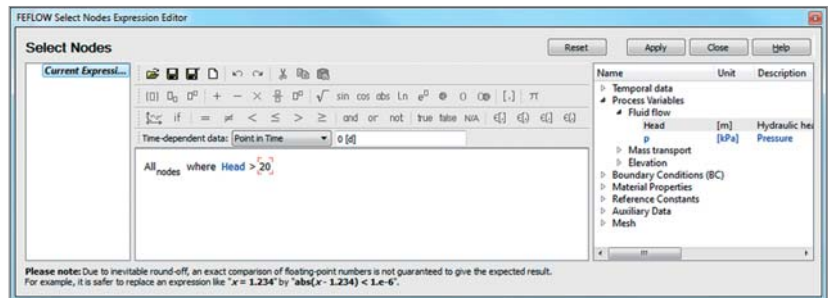 FEFLOW Select Nodes Expression Editor
Select Nodes
Reset Apply Close Help
Current Expressi...
+ − × √ sin cos abs Ln e [.] π
if = ≠ < ≤ > ≥ and or not true false N/A
Time-dependent data: Point in Time 0 [d]
All nodes where Head > 20
Name Unit Description
Temporal data
Process Variables
Fluid flow
Head [m] Hydraulic hea
p [kPa] Pressure
Mass transport
Elevation
Boundary Conditions (BC)
Material Properties
Reference Constants
Auxiliary Data
Mesh
Please note: Due to inevitable round-off, an exact comparison of floating-point numbers is not guaranteed to give the expected result.
For example, it is safer to replace an expression like "x = 1.234" by "abs(x - 1.234) < 1.e-6".